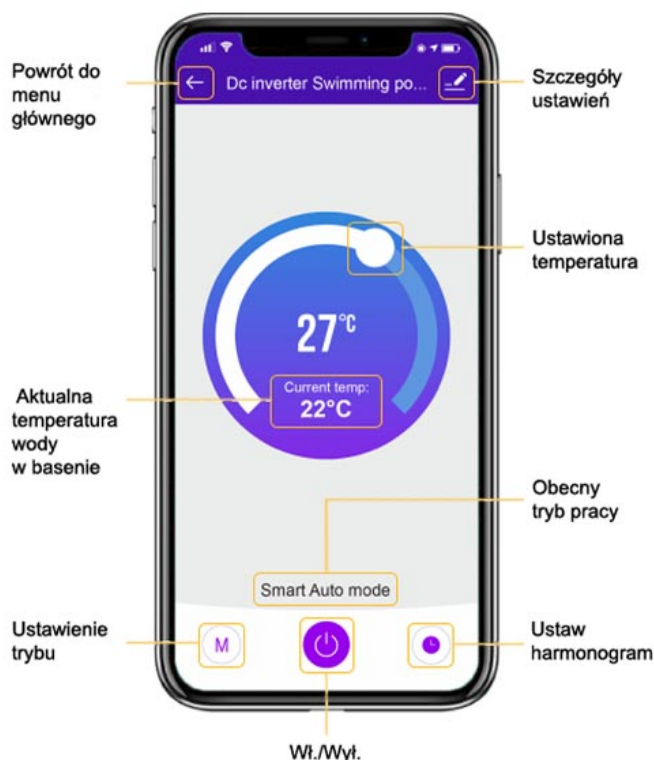 Powrót do
menu
głównego
Dc inverter Swimming po...
Szczegóły
ustawień
Ustawiona
temperatura
27°C
Current temp:
22°C
Aktualna
temperatura
wody
w basenie
Obecny
tryb pracy
Smart Auto mode
Ustawienie
trybu
M
Ustaw
harmonogram
Wł./Wył.